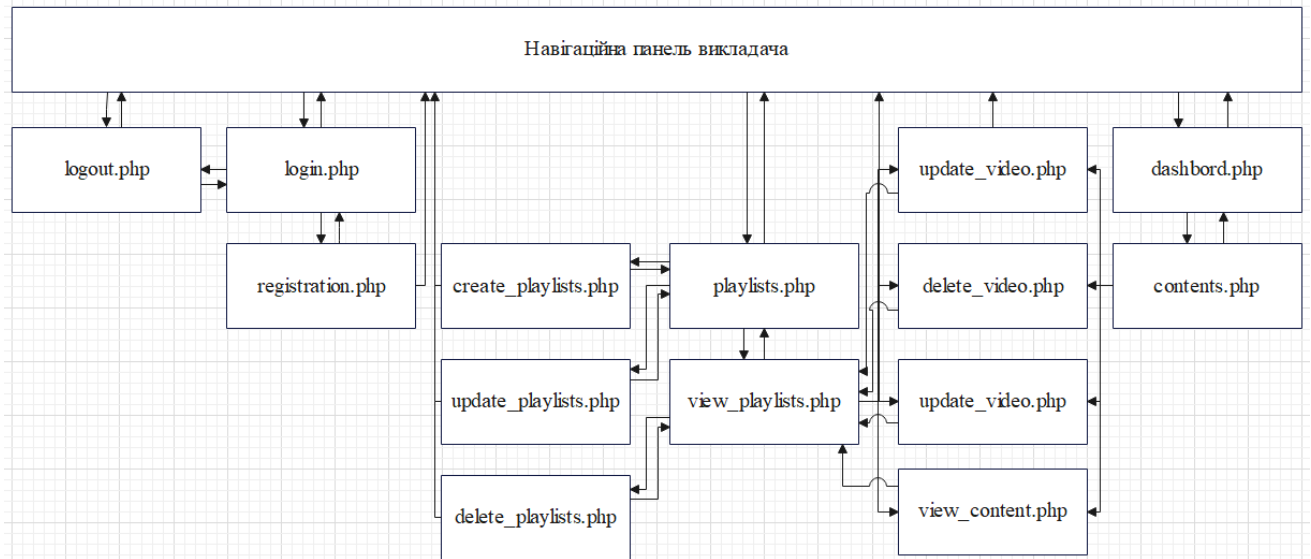 Навігаційна панель викладача
logout.php
login.php
update_video.php
dashbord.php
registration.php
create_playlists.php
playlists.php
delete_video.php
contents.php
update_playlists.php
view_playlists.php
update_video.php
delete_playlists.php
view_content.php